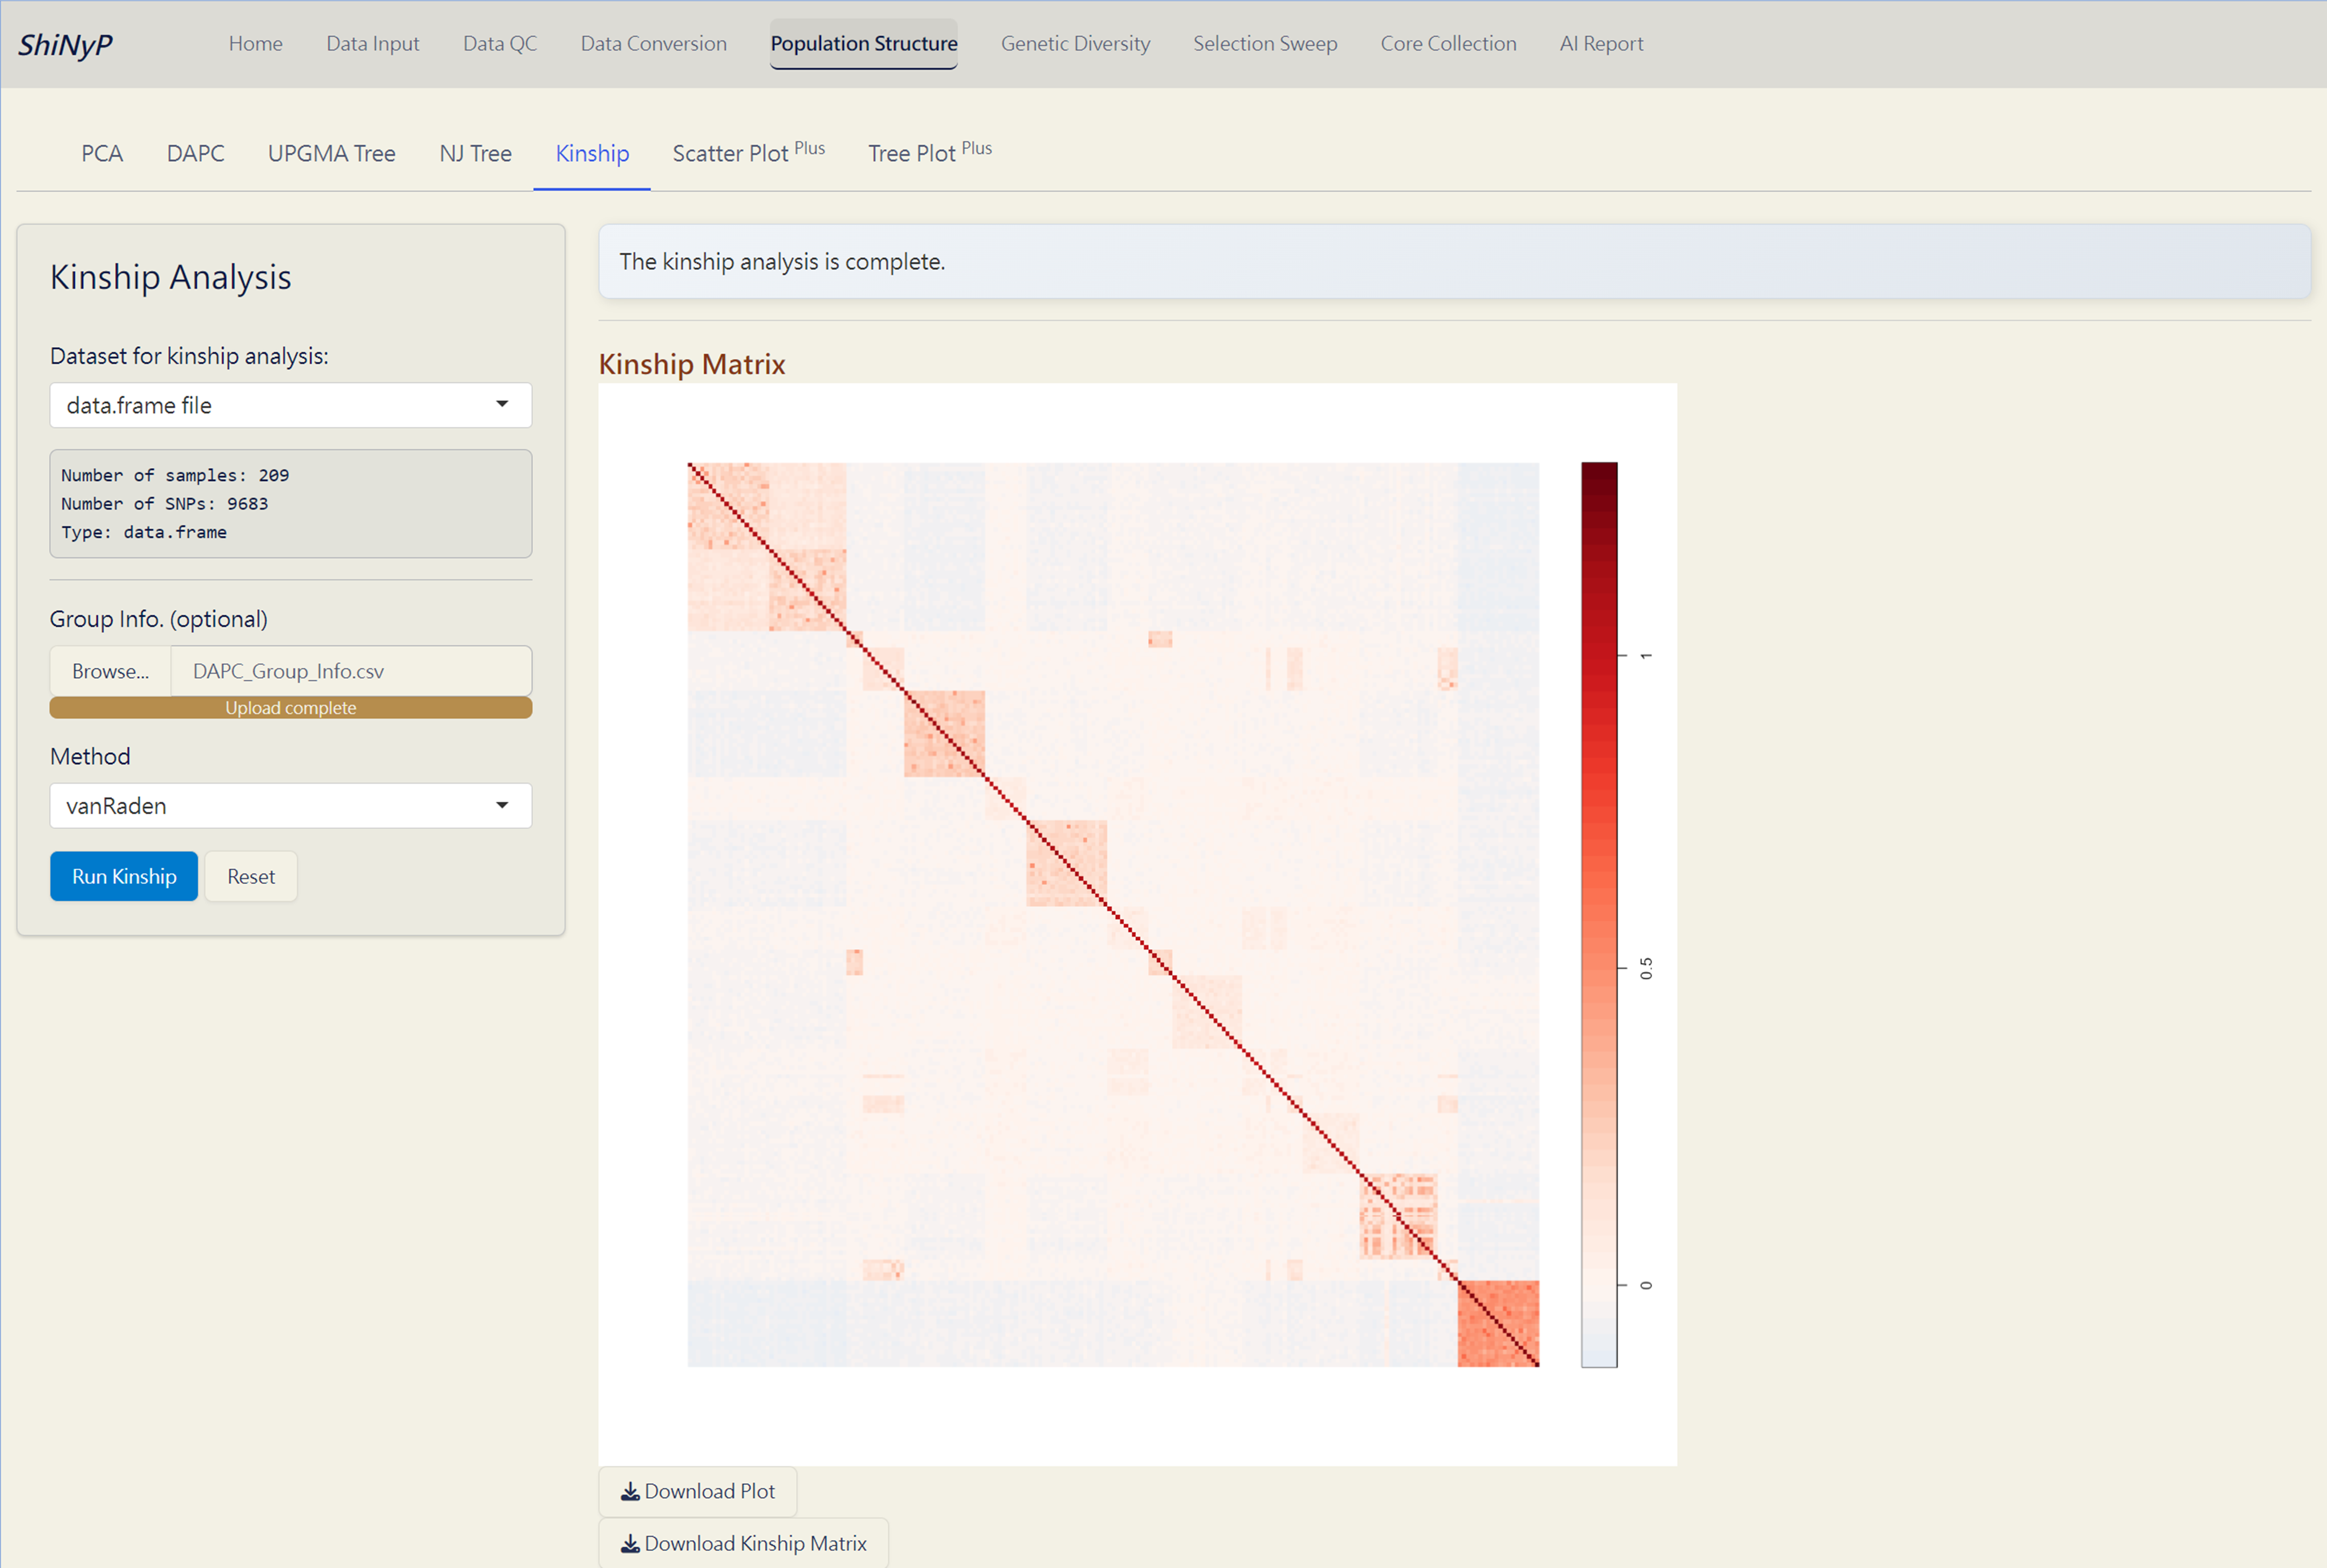 ShiNyP
Home Data Input Data QC Data Conversion Population Structure Genetic Diversity Selection Sweep Core Collection AI Report
PCA DAPC UPGMA Tree NJ Tree Kinship Scatter Plot Plus Tree Plot Plus
Kinship Analysis
Dataset for kinship analysis:
data.frame file
Number of samples: 209
Number of SNPs: 9683
Type: data.frame
Group Info. (optional)
Browse... DAPC_Group_Info.csv
Upload complete
Method
vanRaden
Run Kinship Reset
The kinship analysis is complete.
Kinship Matrix
1
0.5
0
Download Plot
Download Kinship Matrix